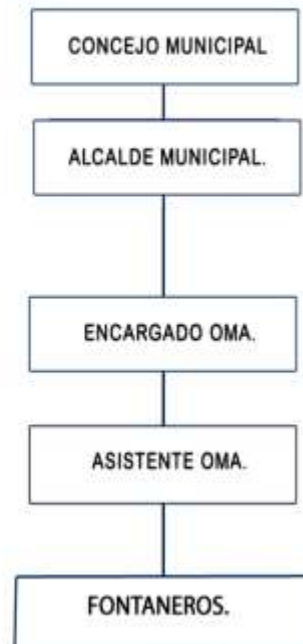 CONCEJO MUNICIPAL
ALCALDE MUNICIPAL.
ENCARGADO OMA.
ASISTENTE OMA.
FONTANEROS.